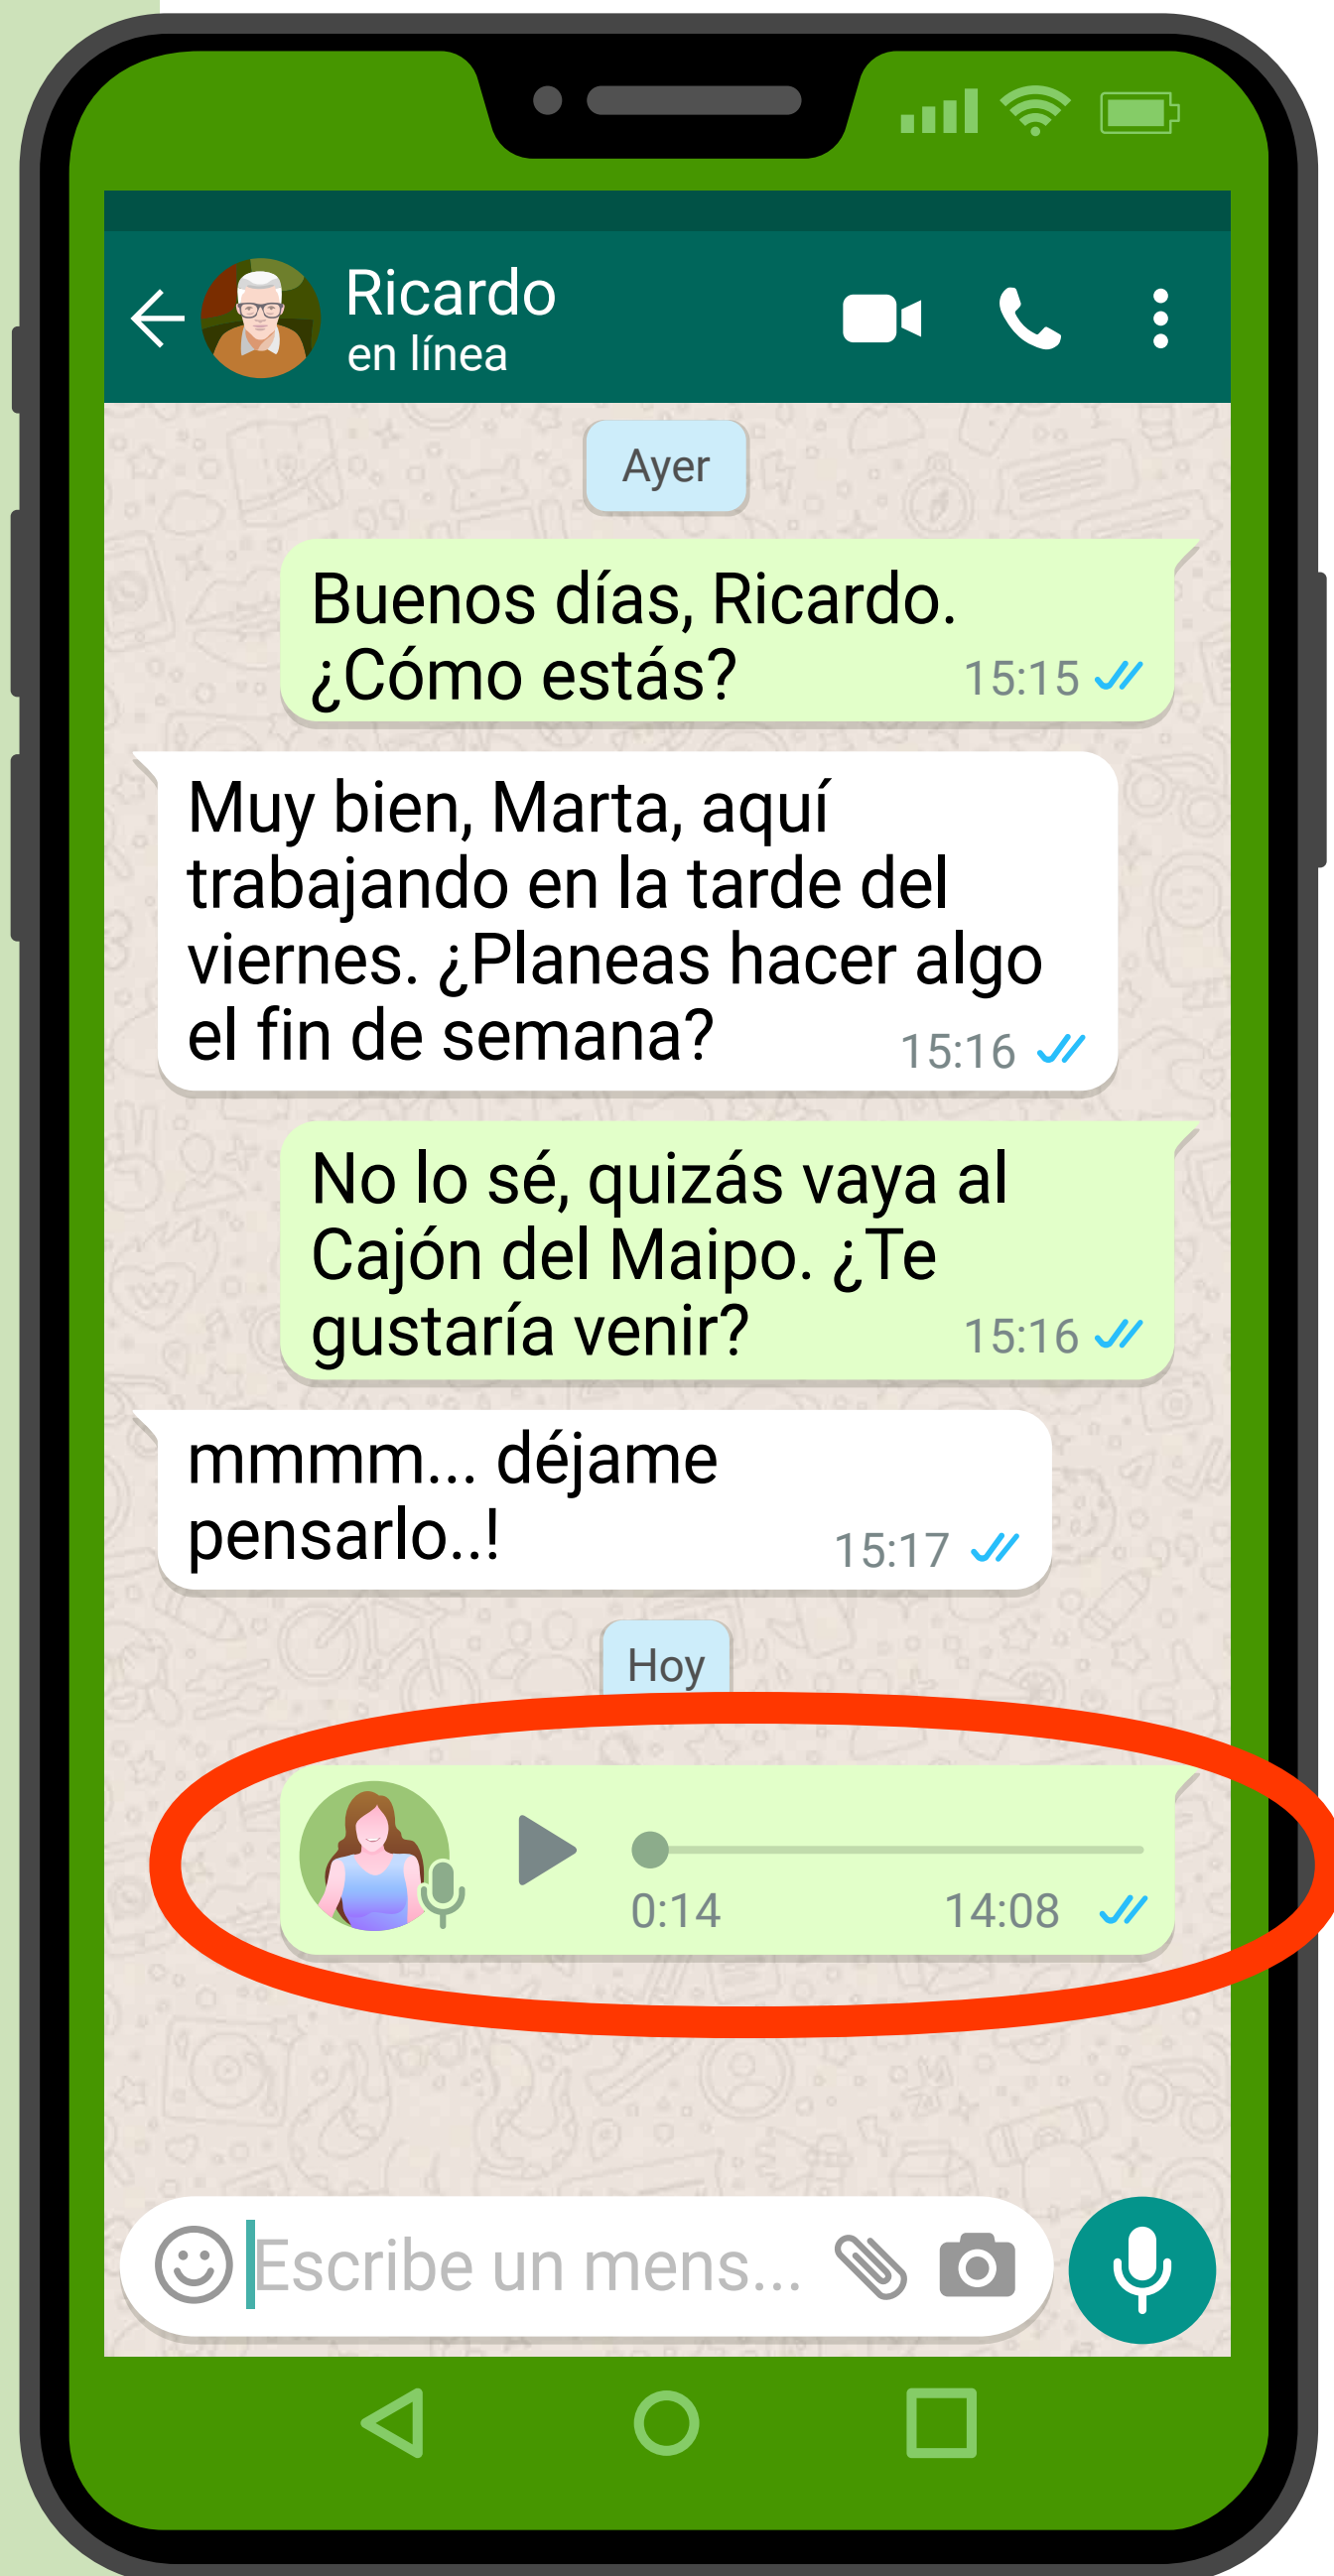 Ricardo
en línea
Ayer
Buenos días, Ricardo.
¿Cómo estás?
15:15
Muy bien, Marta, aquí
trabajando en la tarde del
viernes. ¿Planeas hacer algo
el fin de semana?
15:16
No lo sé, quizás vaya al
Cajón del Maipo. ¿Te
gustaría venir?
15:16
mmmm... déjame
pensarlo..!
15:17
Hoy
0:14 14:08
Escribe un mens...